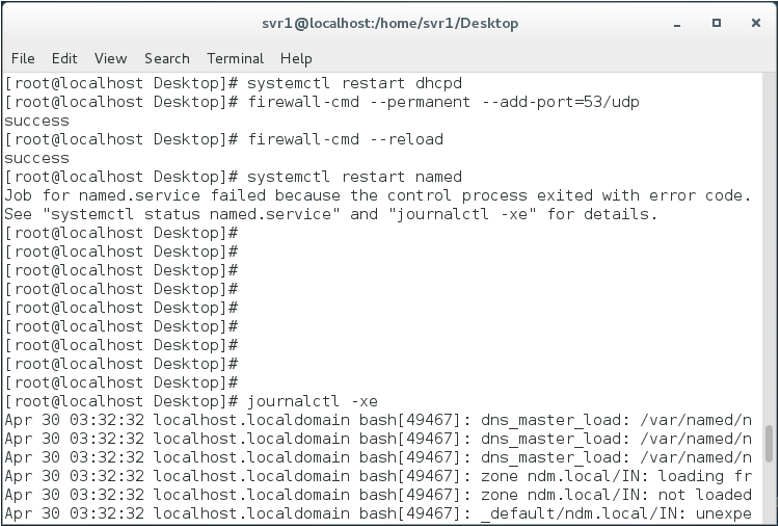 svr1@localhost:/home/svr1/Desktop
File Edit View Search Terminal Help
[root@localhost Desktop]# systemctl restart dhcpd
[root@localhost Desktop]# firewall-cmd --permanent --add-port=53/udp
success
[root@localhost Desktop]# firewall-cmd --reload
success
[root@localhost Desktop]# systemctl restart named
Job for named.service failed because the control process exited with error code.
See "systemctl status named.service" and "journalctl -xe" for details.
[root@localhost Desktop]#
[root@localhost Desktop]#
[root@localhost Desktop]#
[root@localhost Desktop]#
[root@localhost Desktop]#
[root@localhost Desktop]#
[root@localhost Desktop]#
[root@localhost Desktop]#
[root@localhost Desktop]#
[root@localhost Desktop]# journalctl -xe
Apr 30 03:32:32 localhost.localdomain bash[49467]: dns_master_load: /var/named/n
Apr 30 03:32:32 localhost.localdomain bash[49467]: dns_master_load: /var/named/n
Apr 30 03:32:32 localhost.localdomain bash[49467]: dns_master_load: /var/named/n
Apr 30 03:32:32 localhost.localdomain bash[49467]: zone ndm.local/IN: loading fr
Apr 30 03:32:32 localhost.localdomain bash[49467]: zone ndm.local/IN: not loaded
Apr 30 03:32:32 localhost.localdomain bash[49467]: _default/ndm.local/IN: unexpe